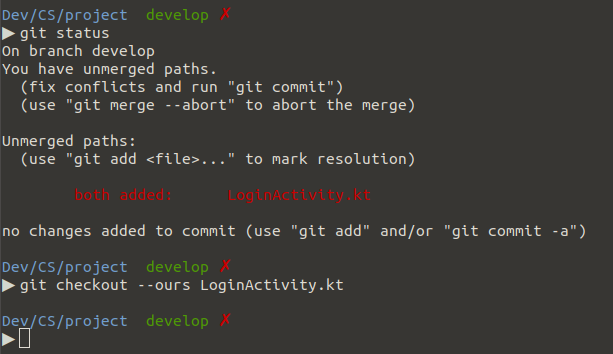 Dev/CS/project develop ✗
▶ git status
On branch develop
You have unmerged paths.
(fix conflicts and run "git commit")
(use "git merge --abort" to abort the merge)
Unmerged paths:
(use "git add <file>..." to mark resolution)
both added: LoginActivity.kt
no changes added to commit (use "git add" and/or "git commit -a")
Dev/CS/project develop ✗
▶ git checkout --ours LoginActivity.kt
Dev/CS/project develop ✗
▶